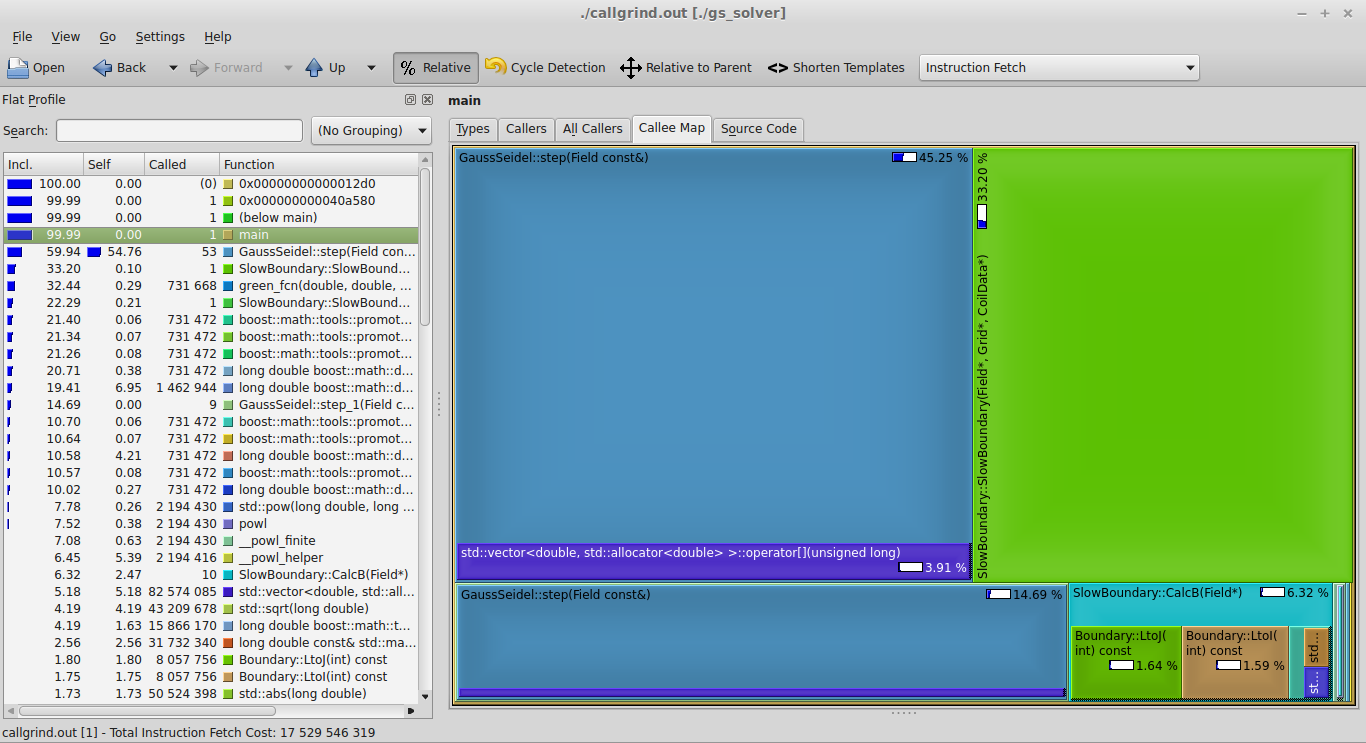 ./callgrind.out [./gs_solver]
File View Go Settings Help
Open Back Forward Up % Relative Cycle Detection Relative to Parent <> Shorten Templates Instruction Fetch
Flat Profile
Search: (No Grouping)
Incl. Self Called Function
100.00 0.00 (0) 0x00000000000012d0
99.99 0.00 1 0x000000000040a580
99.99 0.00 1 (below main)
99.99 0.00 1 main
59.94 54.76 53 GaussSeidel::step(Field con...
33.20 0.10 1 SlowBoundary::SlowBound...
32.44 0.29 731 668 green_fcn(double, double, ...
22.29 0.21 1 SlowBoundary::SlowBound...
21.40 0.06 731 472 boost::math::tools::promot...
21.34 0.07 731 472 boost::math::tools::promot...
21.26 0.08 731 472 boost::math::tools::promot...
20.71 0.38 731 472 long double boost::math::d...
19.41 6.95 1 462 944 long double boost::math::d...
14.69 0.00 9 GaussSeidel::step_1(Field c...
10.70 0.06 731 472 boost::math::tools::promot...
10.64 0.07 731 472 boost::math::tools::promot...
10.58 4.21 731 472 long double boost::math::d...
10.57 0.08 731 472 boost::math::tools::promot...
10.02 0.27 731 472 long double boost::math::d...
7.78 0.26 2 194 430 std::pow(long double, long ...
7.52 0.38 2 194 430 powl
7.08 0.63 2 194 430 __powl_finite
6.45 5.39 2 194 416 __powl_helper
6.32 2.47 10 SlowBoundary::CalcB(Field*)
5.18 5.18 82 574 085 std::vector<double, std::all...
4.19 4.19 43 209 678 std::sqrt(long double)
4.19 1.63 15 866 170 long double boost::math::t...
2.56 2.56 31 732 340 long double const& std::ma...
1.80 1.80 8 057 756 Boundary::LtoJ(int) const
1.75 1.75 8 057 756 Boundary::LtoI(int) const
1.73 1.73 50 524 398 std::abs(long double)
main
Types Callers All Callers Callee Map Source Code
GaussSeidel::step(Field const&) 45.25 %
std::vector<double, std::allocator<double> >::operator[](unsigned long)
3.91 %
SlowBoundary::SlowBoundary(Field*, Grid*, CoilData*) 33.20 %
GaussSeidel::step(Field const&) 14.69 %
SlowBoundary::CalcB(Field*) 6.32 %
Boundary::LtoJ(
int) const
1.64 %
Boundary::LtoI(
int) const
1.59 %
std...
st...
callgrind.out [1] - Total Instruction Fetch Cost: 17 529 546 319